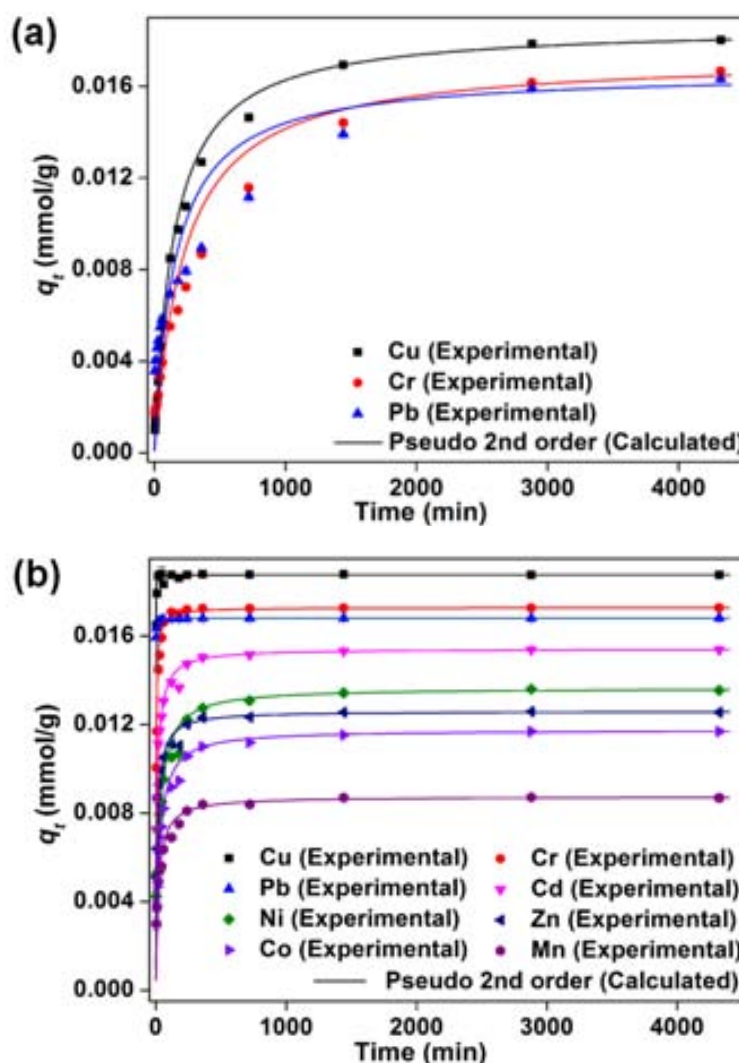 (a)
0.016
0.012
0.008
0.004
0.000
qt (mmol/g)
Cu (Experimental)
Cr (Experimental)
Pb (Experimental)
Pseudo 2nd order (Calculated)
0 1000 2000 3000 4000
Time (min)
(b)
0.016
0.012
0.008
0.004
0.000
qt (mmol/g)
Cu (Experimental) Cr (Experimental)
Pb (Experimental) Cd (Experimental)
Ni (Experimental) Zn (Experimental)
Co (Experimental) Mn (Experimental)
Pseudo 2nd order (Calculated)
0 1000 2000 3000 4000
Time (min)